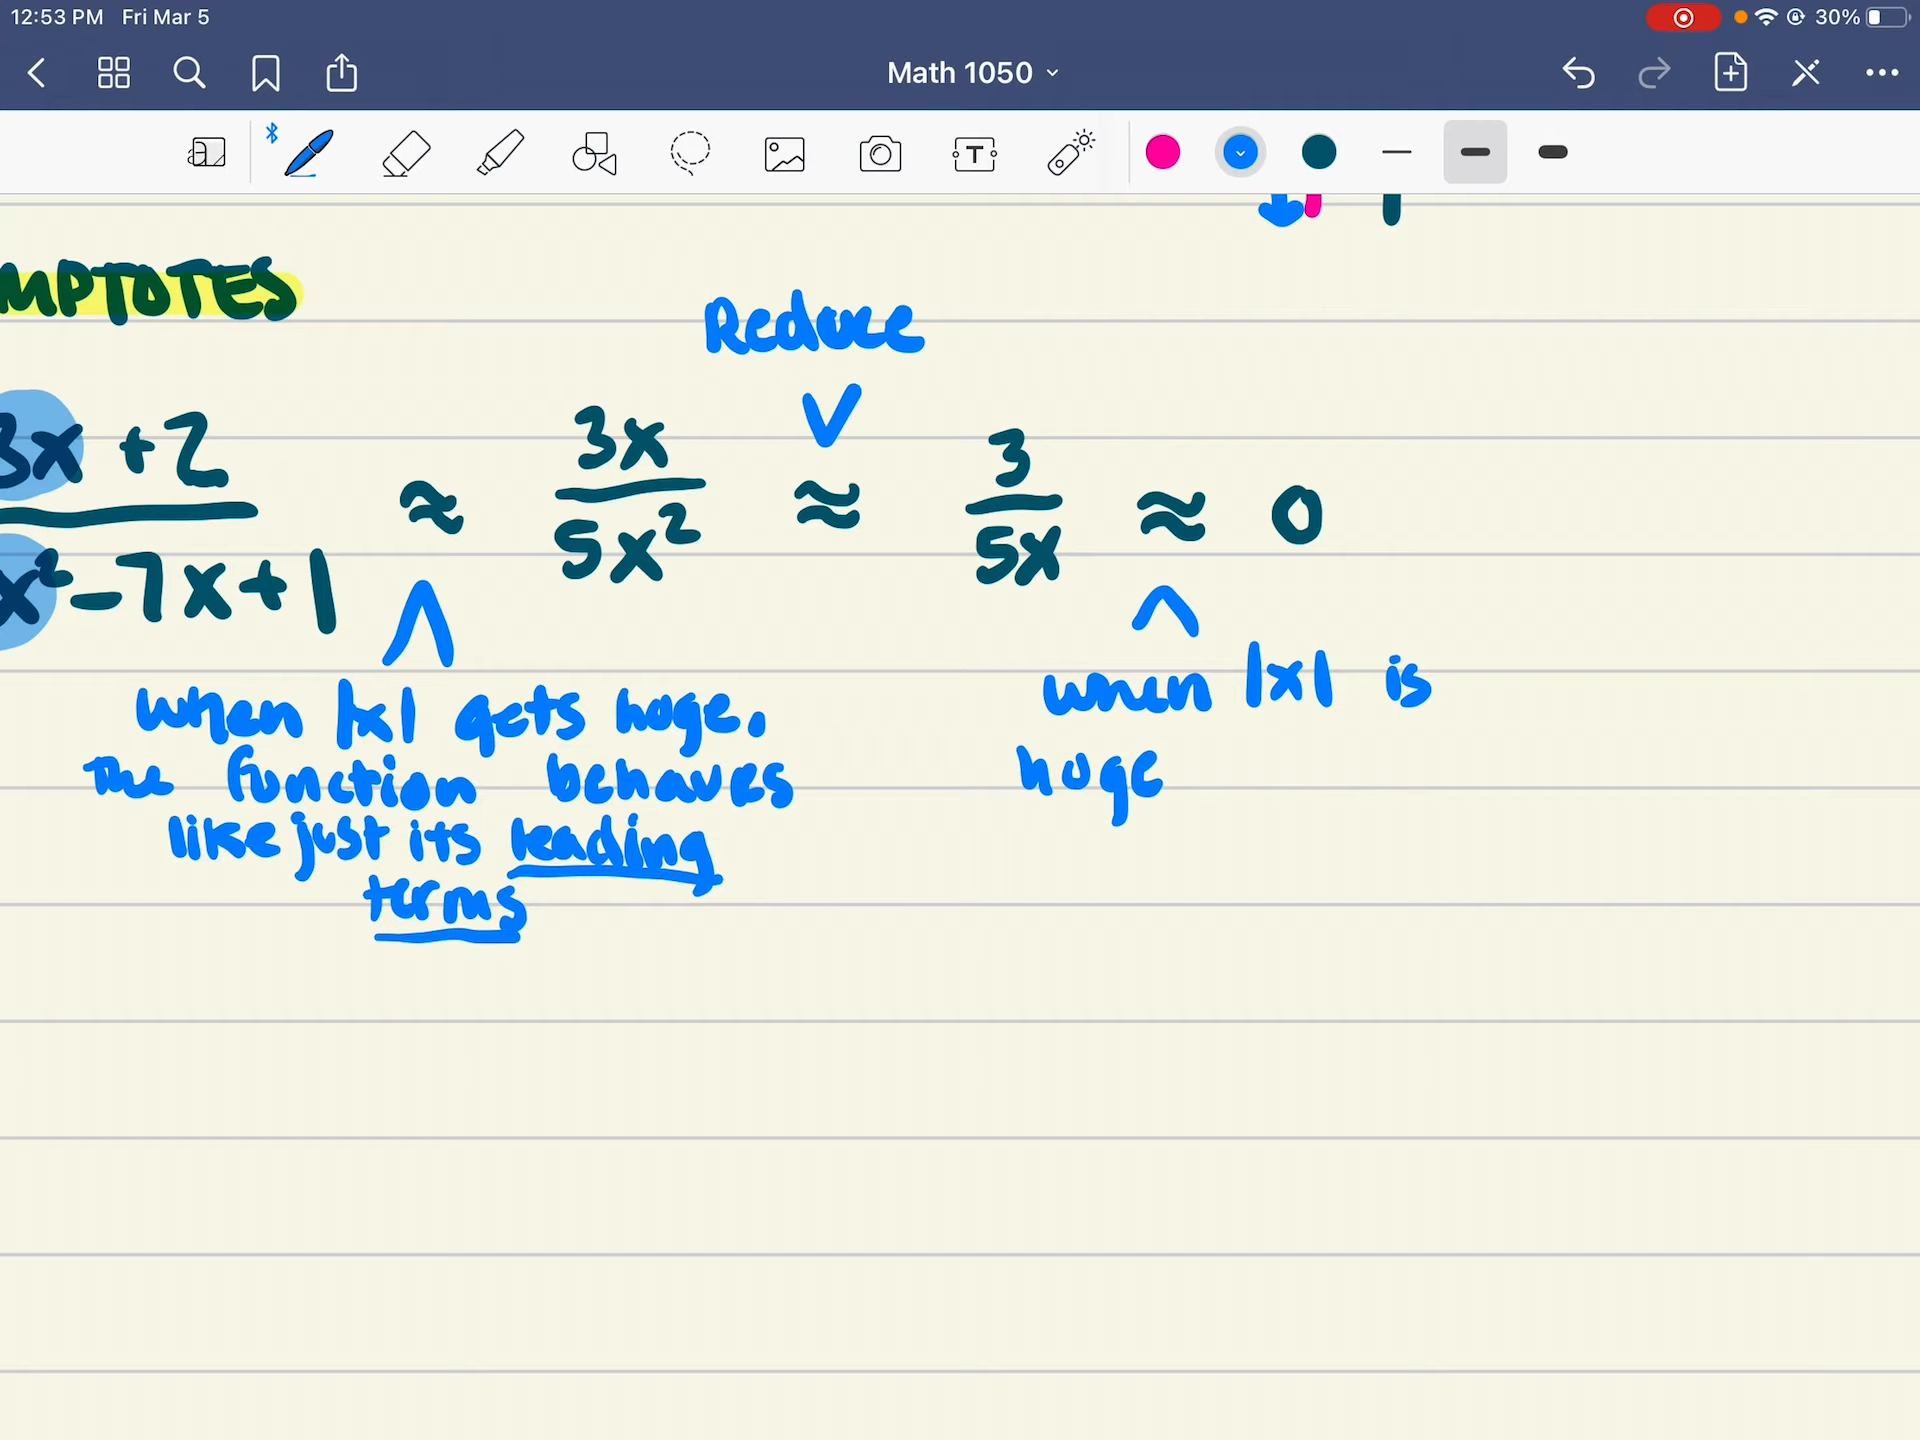 12:53 PM Fri Mar 5
30%
Math 1050
MPTOTES
Reduce
3x + 2 / x² - 7x + 1 ≈ 3x / 5x² ≈ 3 / 5x ≈ 0
when |x| gets huge.
the function behaves
like just its leading
terms
when |x| is
huge